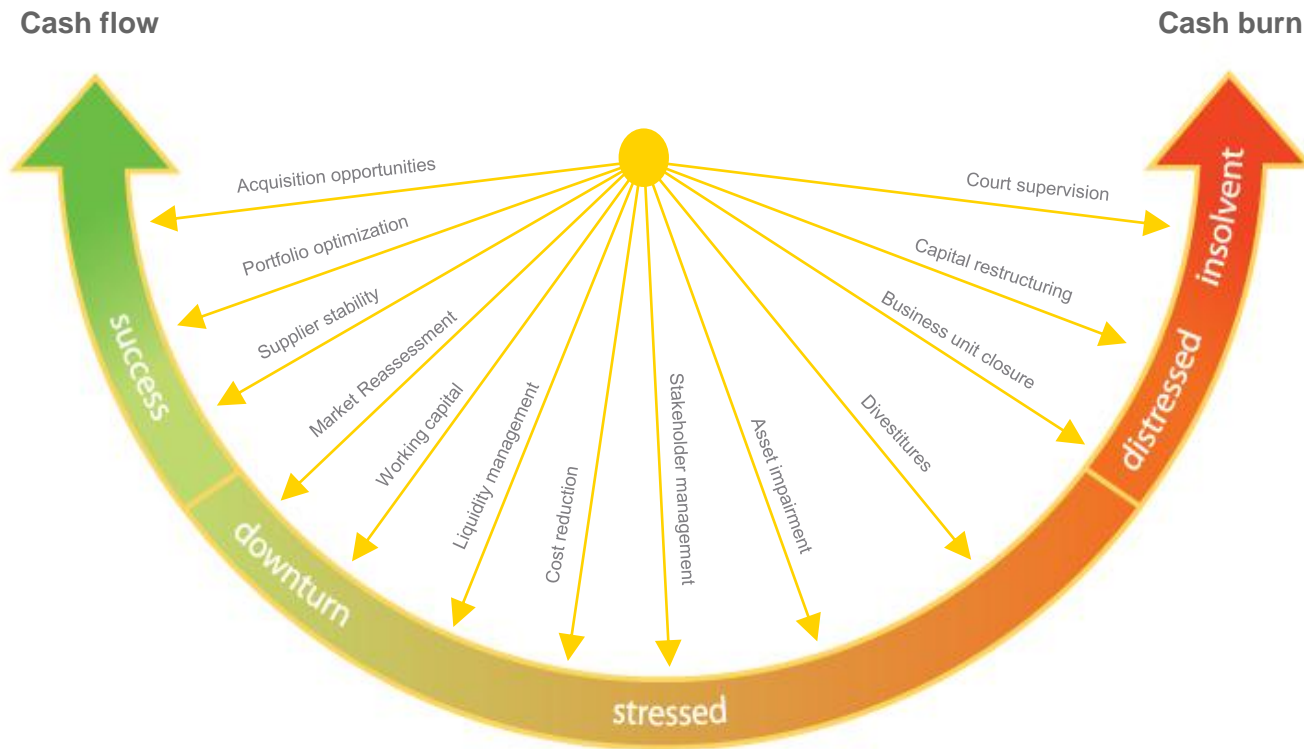 Cash flow
Cash burn
Acquisition opportunities
Portfolio optimization
Supplier stability
Market Reassessment
Working capital
Liquidity management
Cost reduction
Stakeholder management
Asset impairment
Divestitures
Business unit closure
Capital restructuring
Court supervision
success
downturn
stressed
distressed
insolvent